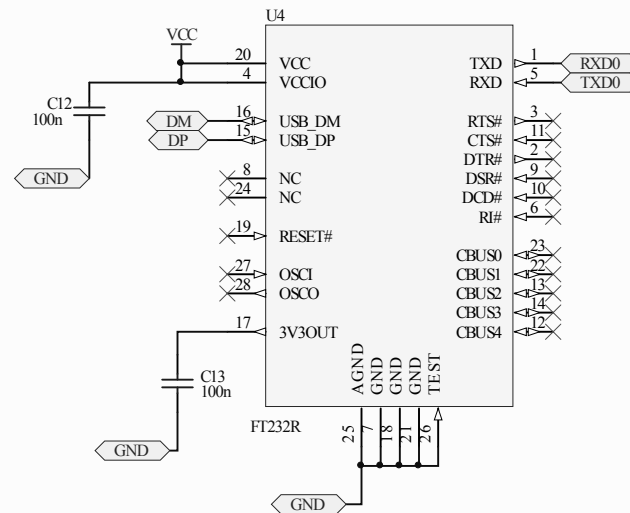 U4
VCC
20 VCC TXD 1 RXD0
4 VCCIO RXD 5 TXD0
C12
100n
DM 16 USB_DM RTS# 3
DP 15 USB_DP CTS# 11
DTR# 2
GND 8 NC DSR# 9
24 NC DCD# 10
RI# 6
19 RESET#
CBUS0 23
27 OSCI CBUS1 22
28 OSCO CBUS2 13
CBUS3 14
17 3V3OUT CBUS4 12
C13
100n
AGND GND GND GND TEST
FT232R
25 7 18 21 26
GND
GND